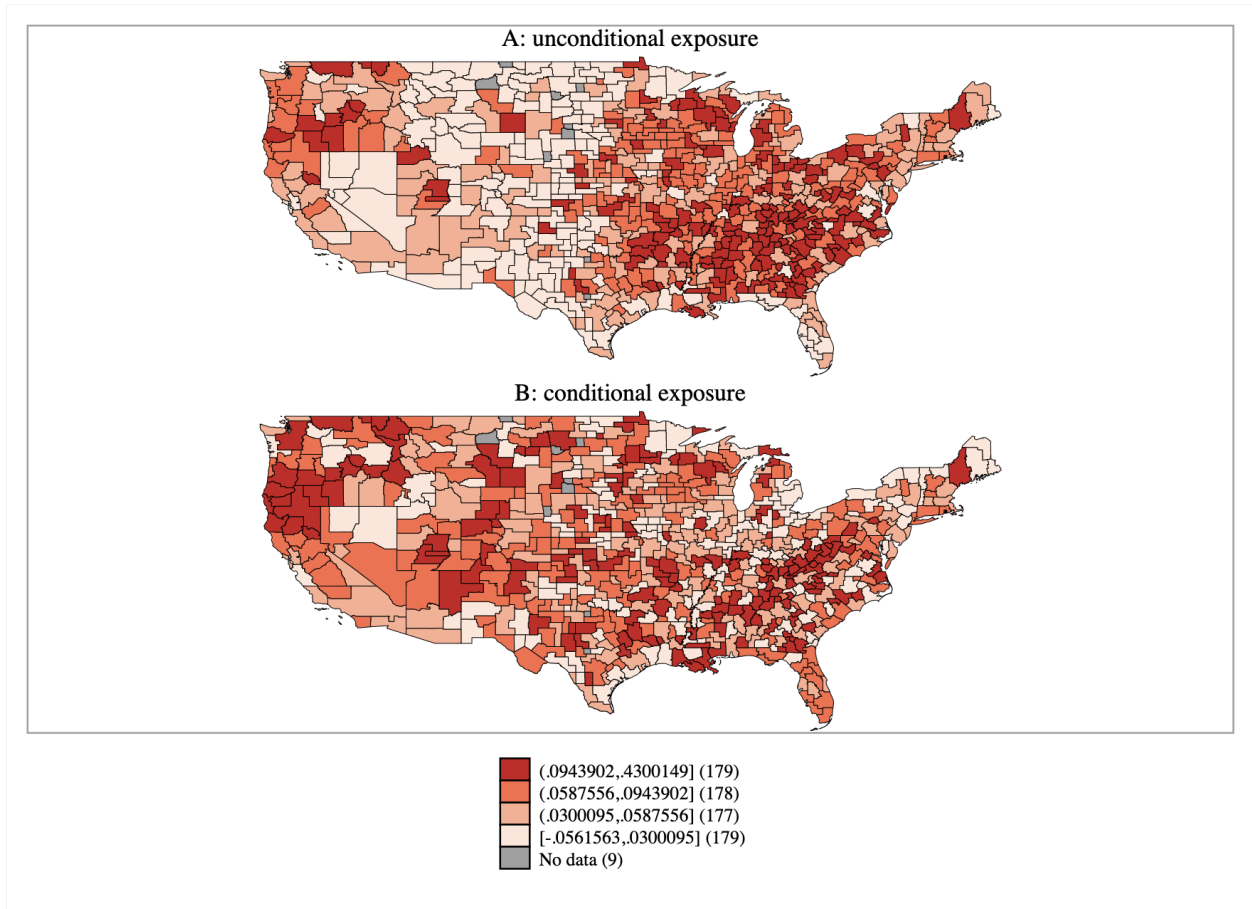 A: unconditional exposure
B: conditional exposure
(.0943902,.4300149] (179)
(.0587556,.0943902] (178)
(.0300095,.0587556] (177)
[-.0561563,.0300095] (179)
No data (9)